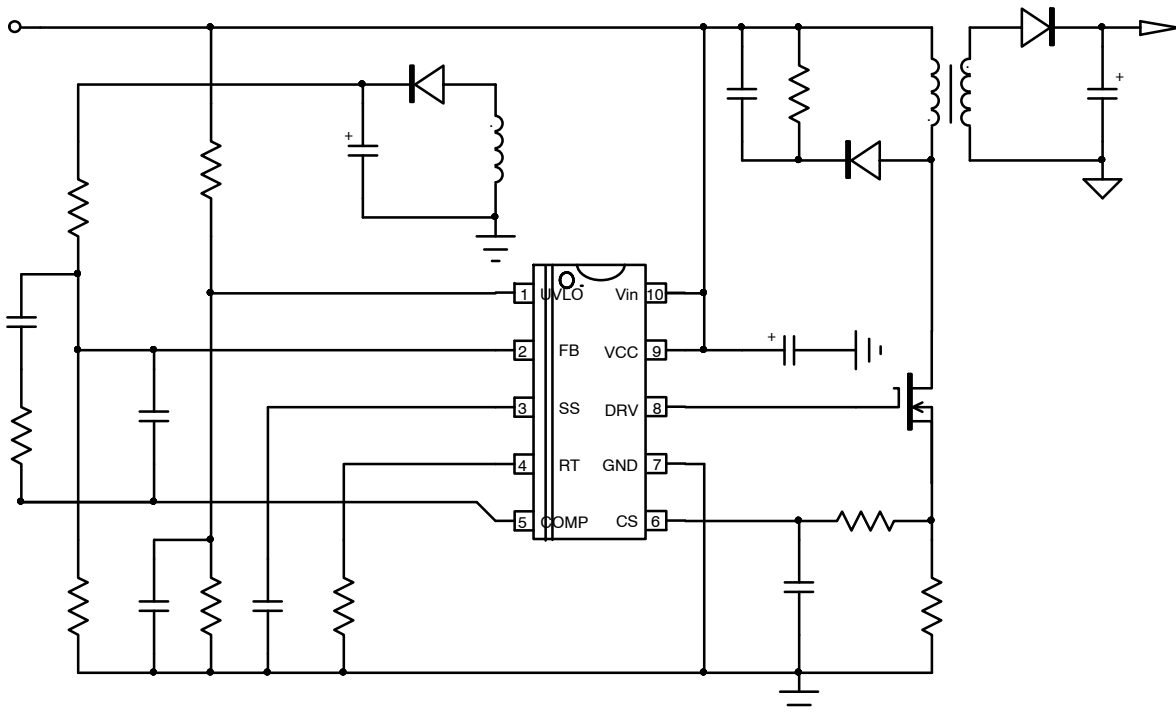 +
+
1 UVLO Vin 10
+
2 FB VCC 9
3 SS DRV 8
4 RT GND 7
5 COMP CS 6